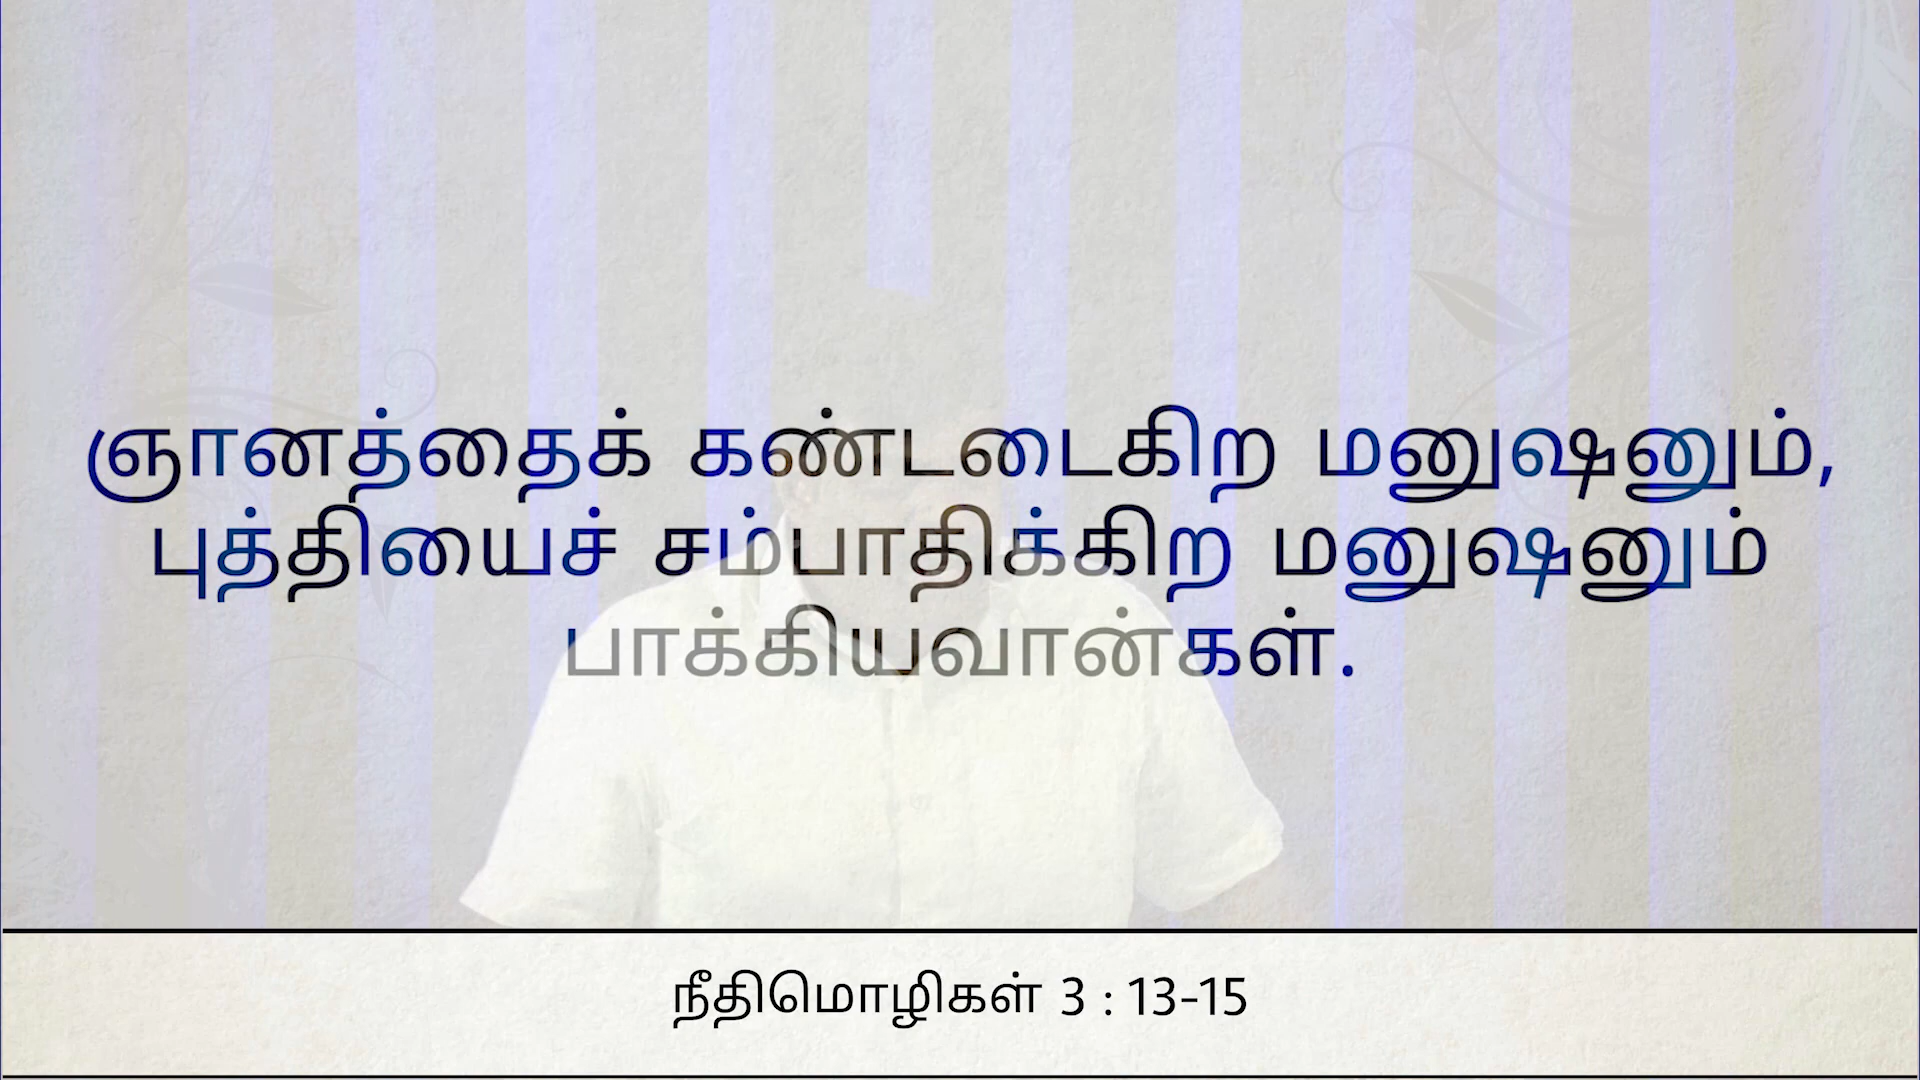 ஞானத்தைக் கண்டடைகிற மனுஷனும்,
புத்தியைச் சம்பாதிக்கிற மனுஷனும்
பாக்கியவான்கள்.
நீதிமொழிகள் 3 : 13-15